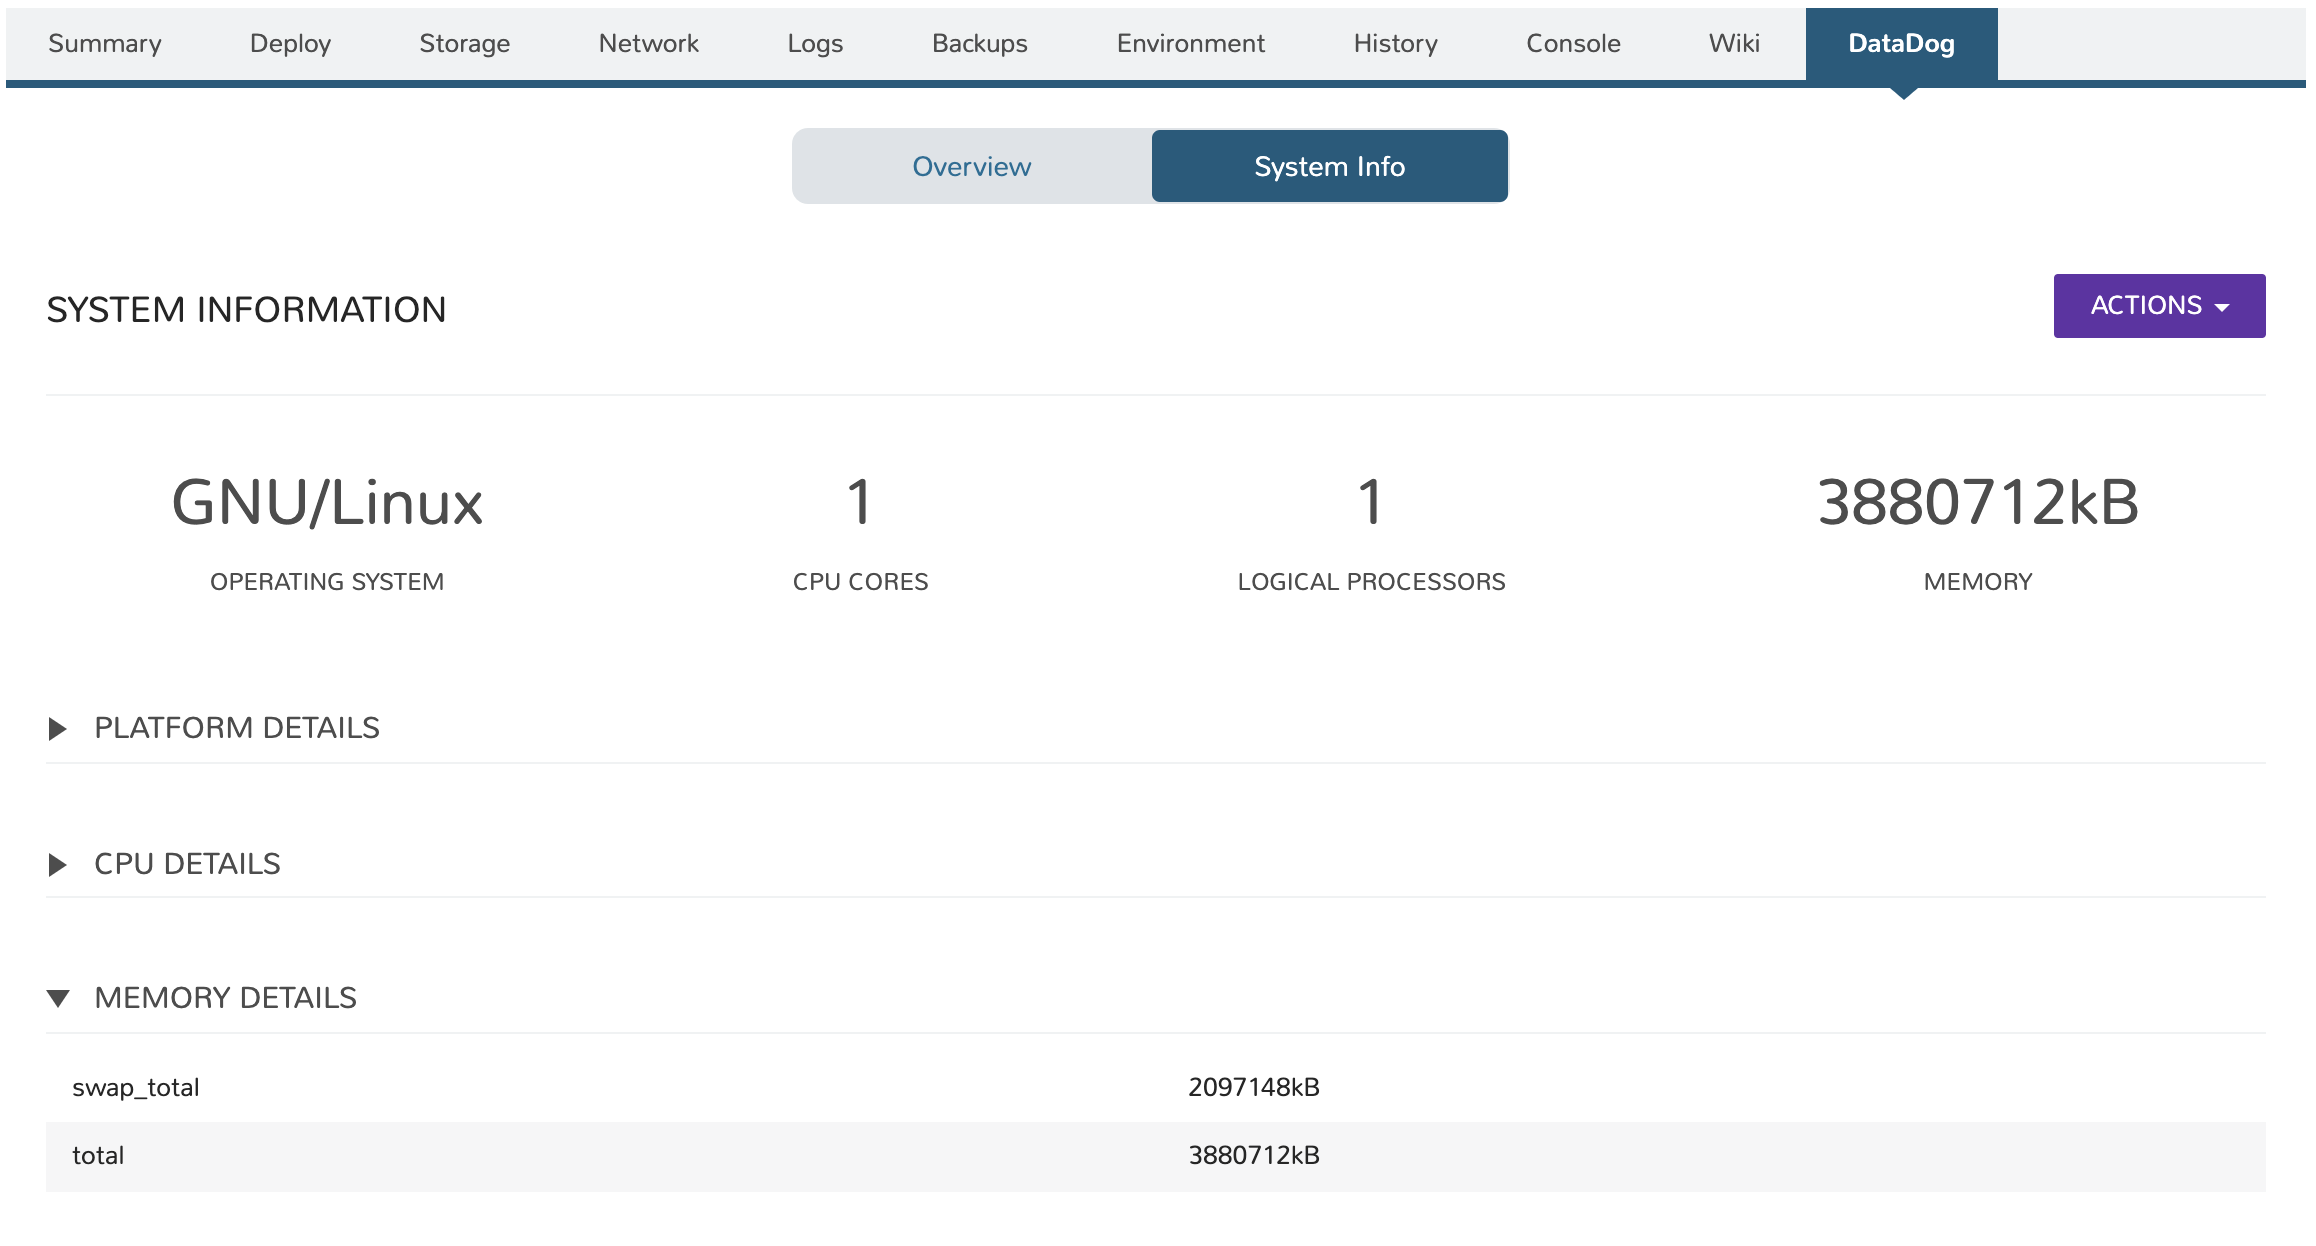 Summary Deploy Storage Network Logs Backups Environment History Console Wiki DataDog
Overview System Info
SYSTEM INFORMATION
ACTIONS
GNU/Linux 1 1 3880712kB
OPERATING SYSTEM CPU CORES LOGICAL PROCESSORS MEMORY
PLATFORM DETAILS
CPU DETAILS
MEMORY DETAILS
swap_total 2097148kB
total 3880712kB